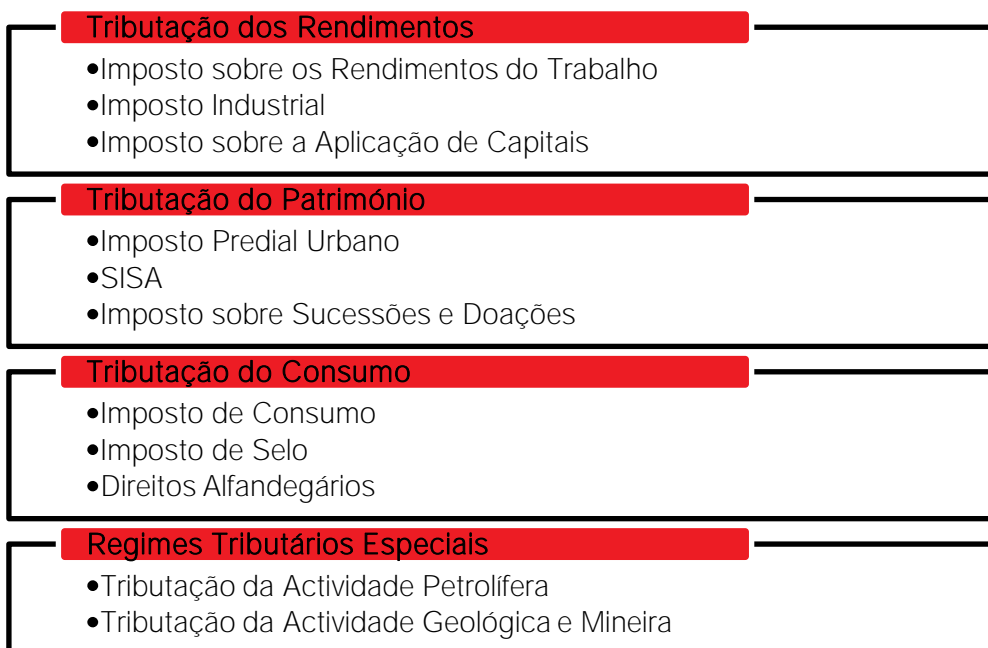 Tributação dos Rendimentos
•Imposto sobre os Rendimentos do Trabalho
•Imposto Industrial
•Imposto sobre a Aplicação de Capitais
Tributação do Património
•Imposto Predial Urbano
•SISA
•Imposto sobre Sucessões e Doações
Tributação do Consumo
•Imposto de Consumo
•Imposto de Selo
•Direitos Alfandegários
Regimes Tributários Especiais
•Tributação da Actividade Petrolífera
•Tributação da Actividade Geológica e Mineira